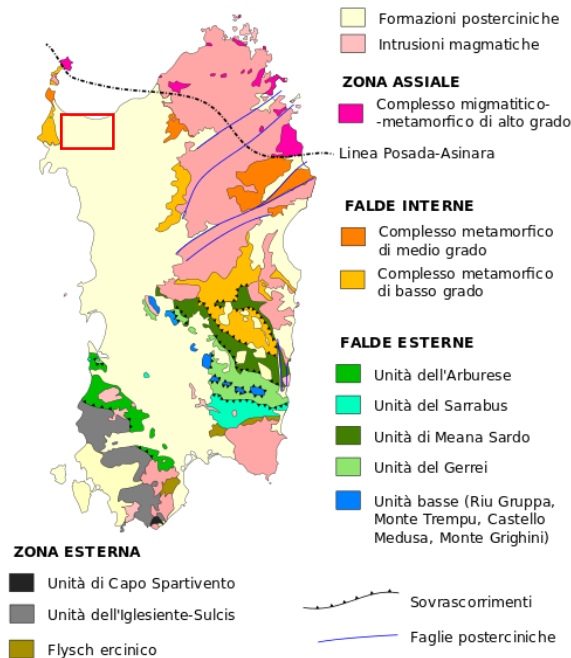 Formazioni posterciniche
Intrusioni magmatiche
ZONA ASSIALE
Complesso migmatitico-
-metamorfico di alto grado
Linea Posada-Asinara
FALDE INTERNE
Complesso metamorfico
di medio grado
Complesso metamorfico
di basso grado
FALDE ESTERNE
Unità dell'Arburese
Unità del Sarrabus
Unità di Meana Sardo
Unità del Gerrei
Unità basse (Riu Gruppa,
Monte Trempu, Castello
Medusa, Monte Grighini)
ZONA ESTERNA
Unità di Capo Spartivento
Unità dell'Iglesiente-Sulcis
Flysch ercinico
Sovrascorrimenti
Faglie posterciniche